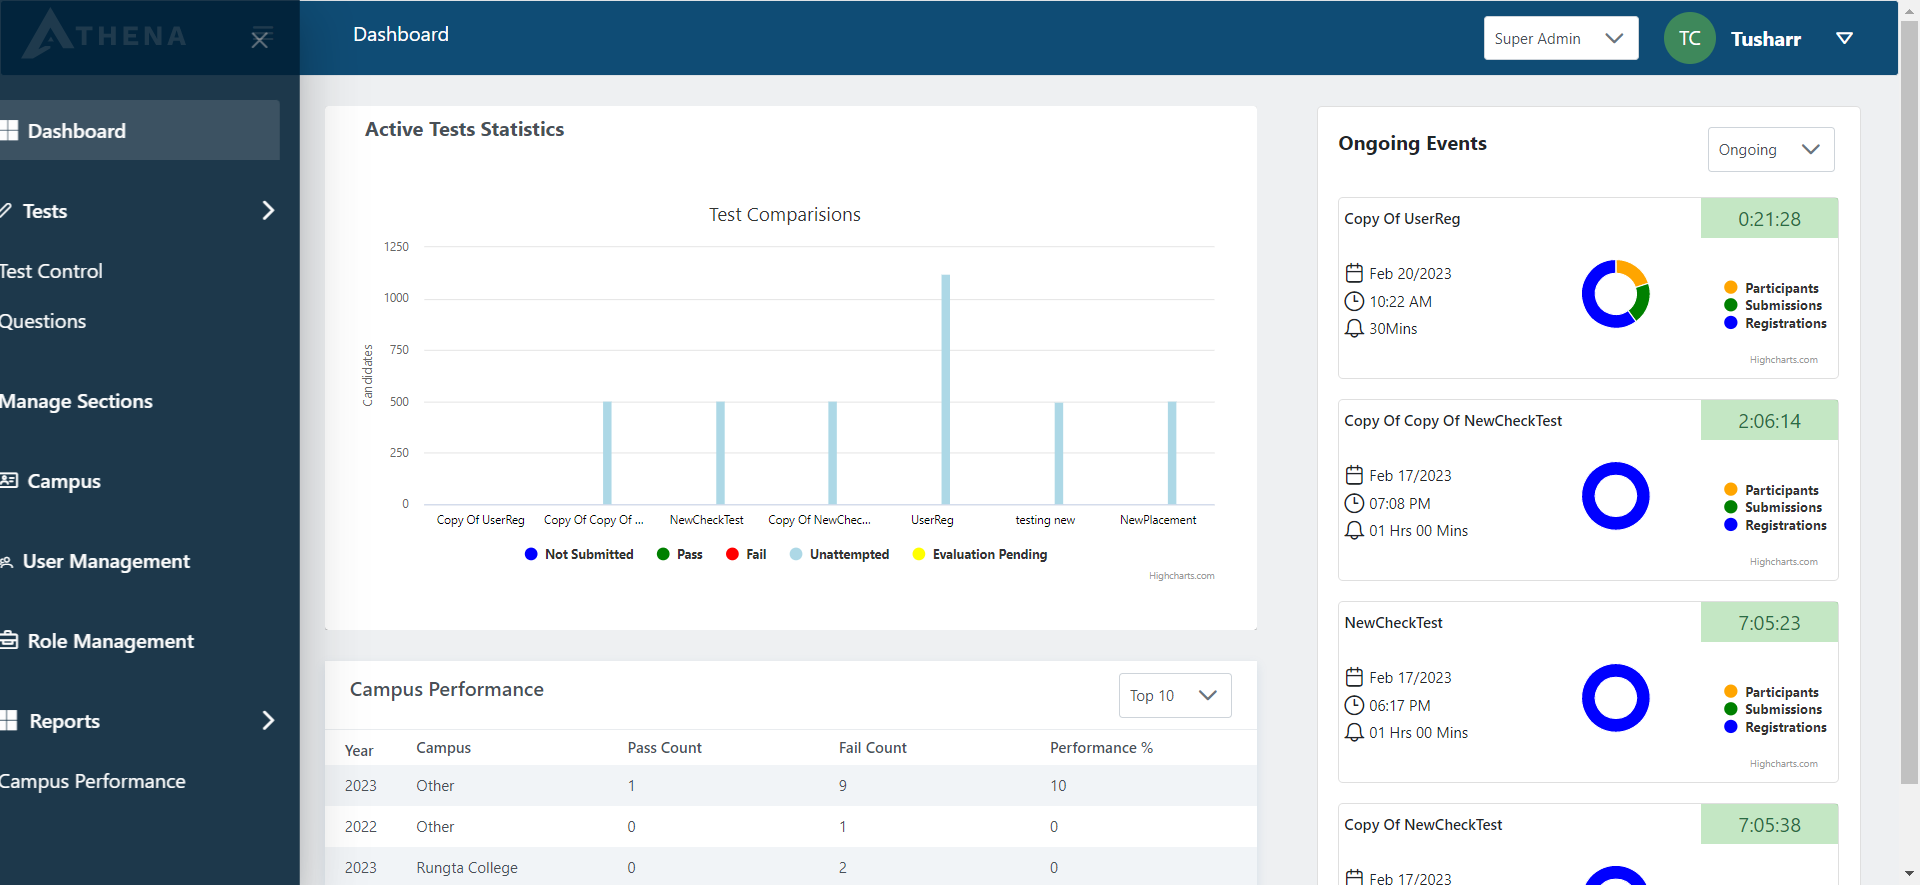 ATHENA
Dashboard
Super Admin
TC
Tusharr
Dashboard
Tests
Test Control
Questions
Manage Sections
Campus
User Management
Role Management
Reports
Campus Performance
Active Tests Statistics
Test Comparisions
1250
1000
750
500
250
0
Candidates
Copy Of UserReg
Copy Of Copy Of ...
NewCheckTest
Copy Of NewChec...
UserReg
testing new
NewPlacement
Not Submitted
Pass
Fail
Unattempted
Evaluation Pending
Highcharts.com
Campus Performance
Top 10
Year Campus Pass Count Fail Count Performance %
2023 Other 1 9 10
2022 Other 0 1 0
2023 Rungta College 0 2 0
Ongoing Events
Ongoing
Copy Of UserReg
0:21:28
Feb 20/2023
10:22 AM
30Mins
Participants
Submissions
Registrations
Highcharts.com
Copy Of Copy Of NewCheckTest
2:06:14
Feb 17/2023
07:08 PM
01 Hrs 00 Mins
Participants
Submissions
Registrations
Highcharts.com
NewCheckTest
7:05:23
Feb 17/2023
06:17 PM
01 Hrs 00 Mins
Participants
Submissions
Registrations
Highcharts.com
Copy Of NewCheckTest
7:05:38
Feb 17/2023